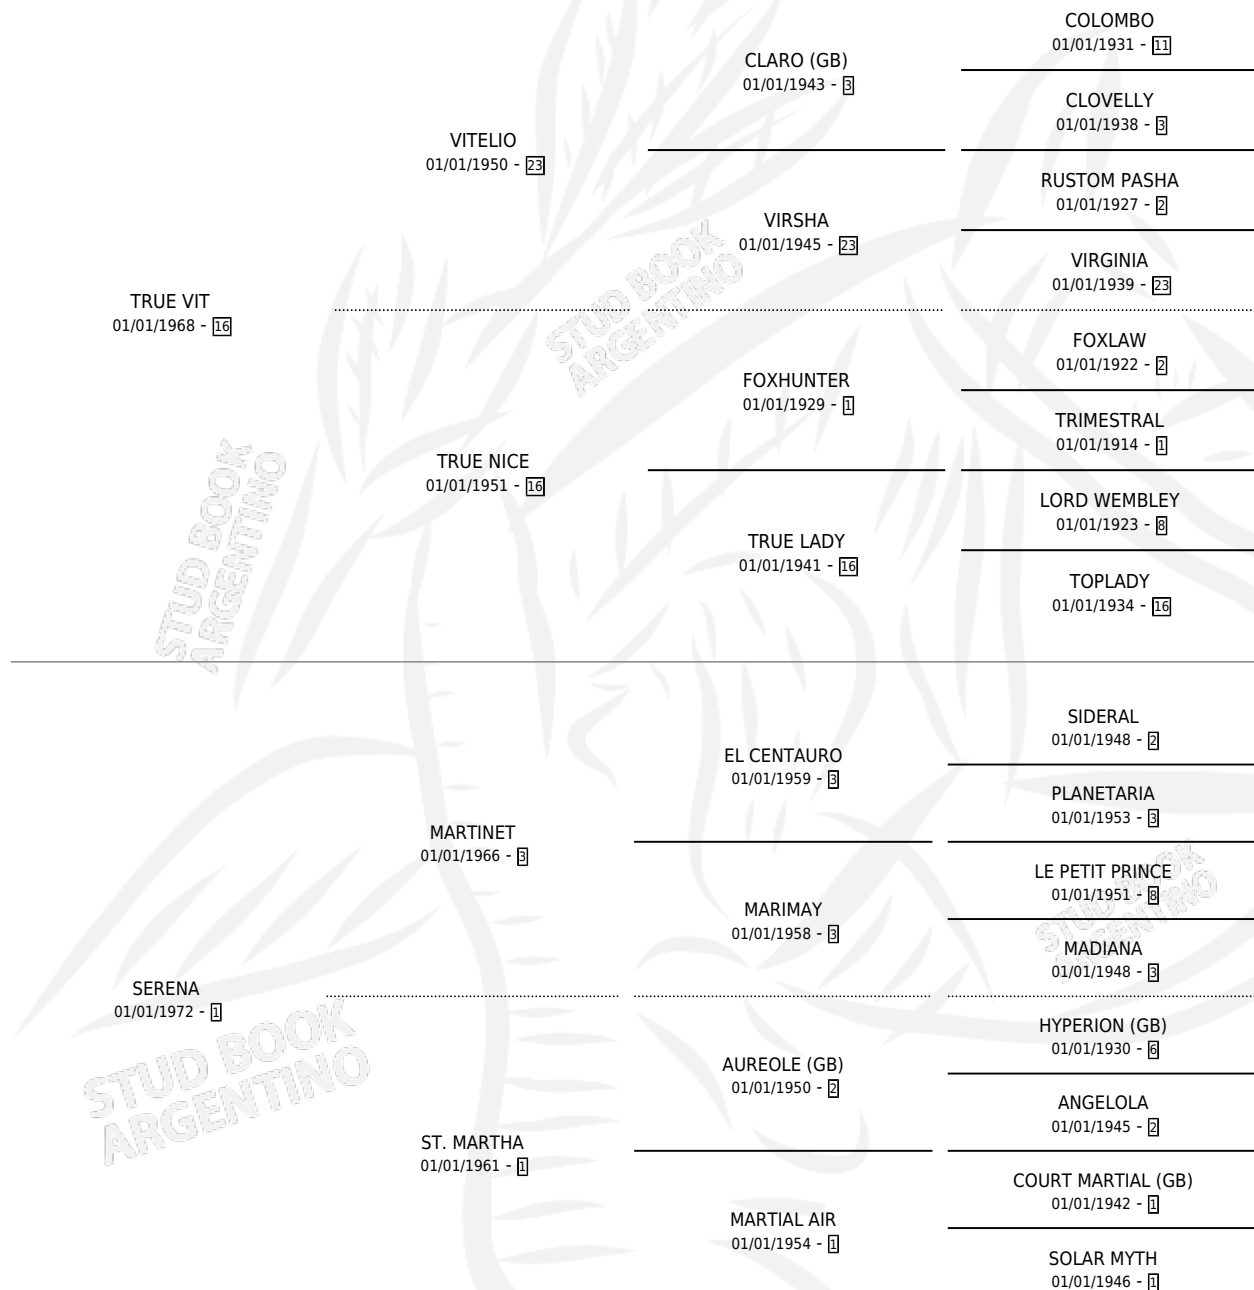 COLOMBO
01/01/1931 - 11
CLARO (GB)
01/01/1943 - 3
CLOVELLY
01/01/1938 - 3
VITELIO
01/01/1950 - 23
RUSTOM PASHA
01/01/1927 - 2
VIRSHA
01/01/1945 - 23
VIRGINIA
01/01/1939 - 23
TRUE VIT
01/01/1968 - 16
FOXLAW
01/01/1922 - 2
FOXHUNTER
01/01/1929 - 1
TRIMESTRAL
01/01/1914 - 1
TRUE NICE
01/01/1951 - 16
LORD WEMBLEY
01/01/1923 - 8
TRUE LADY
01/01/1941 - 16
TOPLADY
01/01/1934 - 16
SIDERAL
01/01/1948 - 2
EL CENTAURO
01/01/1959 - 3
PLANETARIA
01/01/1953 - 3
MARTINET
01/01/1966 - 3
LE PETIT PRINCE
01/01/1951 - 8
MARIMAY
01/01/1958 - 3
MADIANA
01/01/1948 - 3
SERENA
01/01/1972 - 1
HYPERION (GB)
01/01/1930 - 6
AUREOLE (GB)
01/01/1950 - 2
ANGELOLA
01/01/1945 - 2
ST. MARTHA
01/01/1961 - 1
COURT MARTIAL (GB)
01/01/1942 - 1
MARTIAL AIR
01/01/1954 - 1
SOLAR MYTH
01/01/1946 - 1
STUD BOOK
ARGENTINO
STUD BOOK
ARGENTINO
STUD BOOK
ARGENTINO
STUD BOOK
ARGENTINO